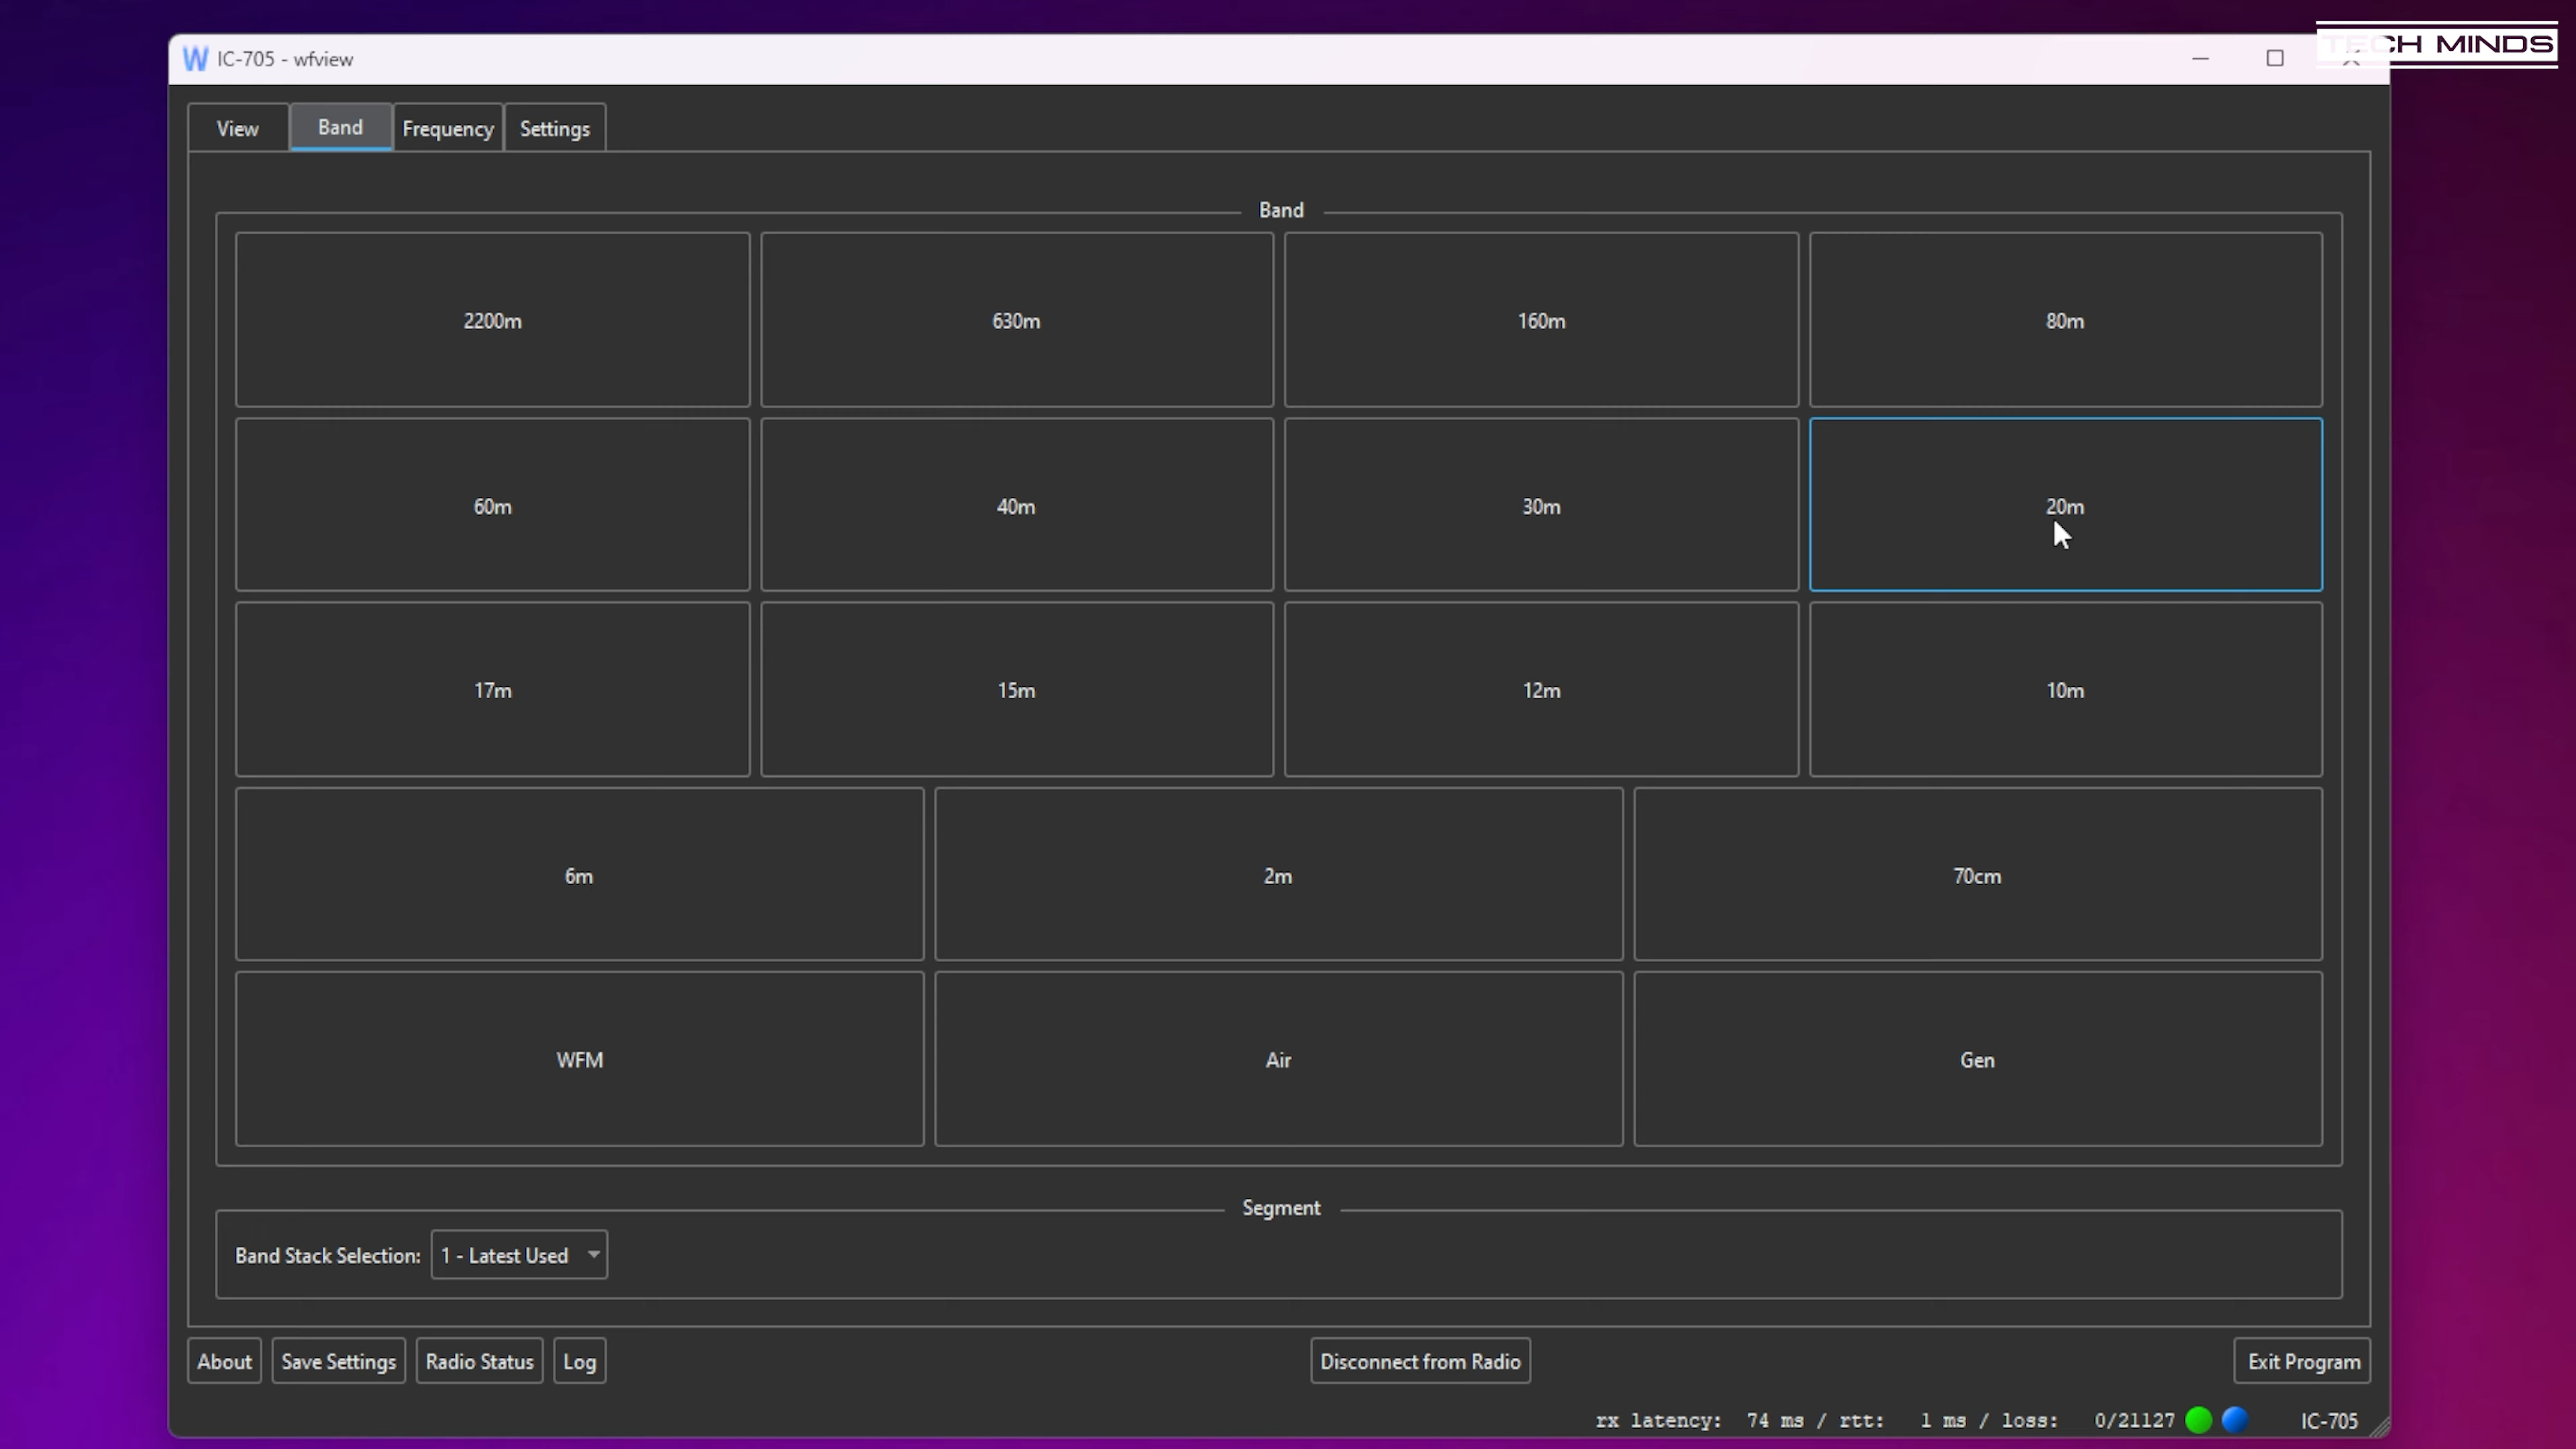 TECH MINDS
IC-705 - wfview
View Band Frequency Settings
Band
2200m 630m 160m 80m
60m 40m 30m 20m
17m 15m 12m 10m
6m 2m 70cm
WFM Air Gen
Segment
Band Stack Selection: 1 - Latest Used
About Save Settings Radio Status Log Disconnect from Radio Exit Program
rx latency: 74 ms / rtt: 1 ms / loss: 0/21127 IC-705